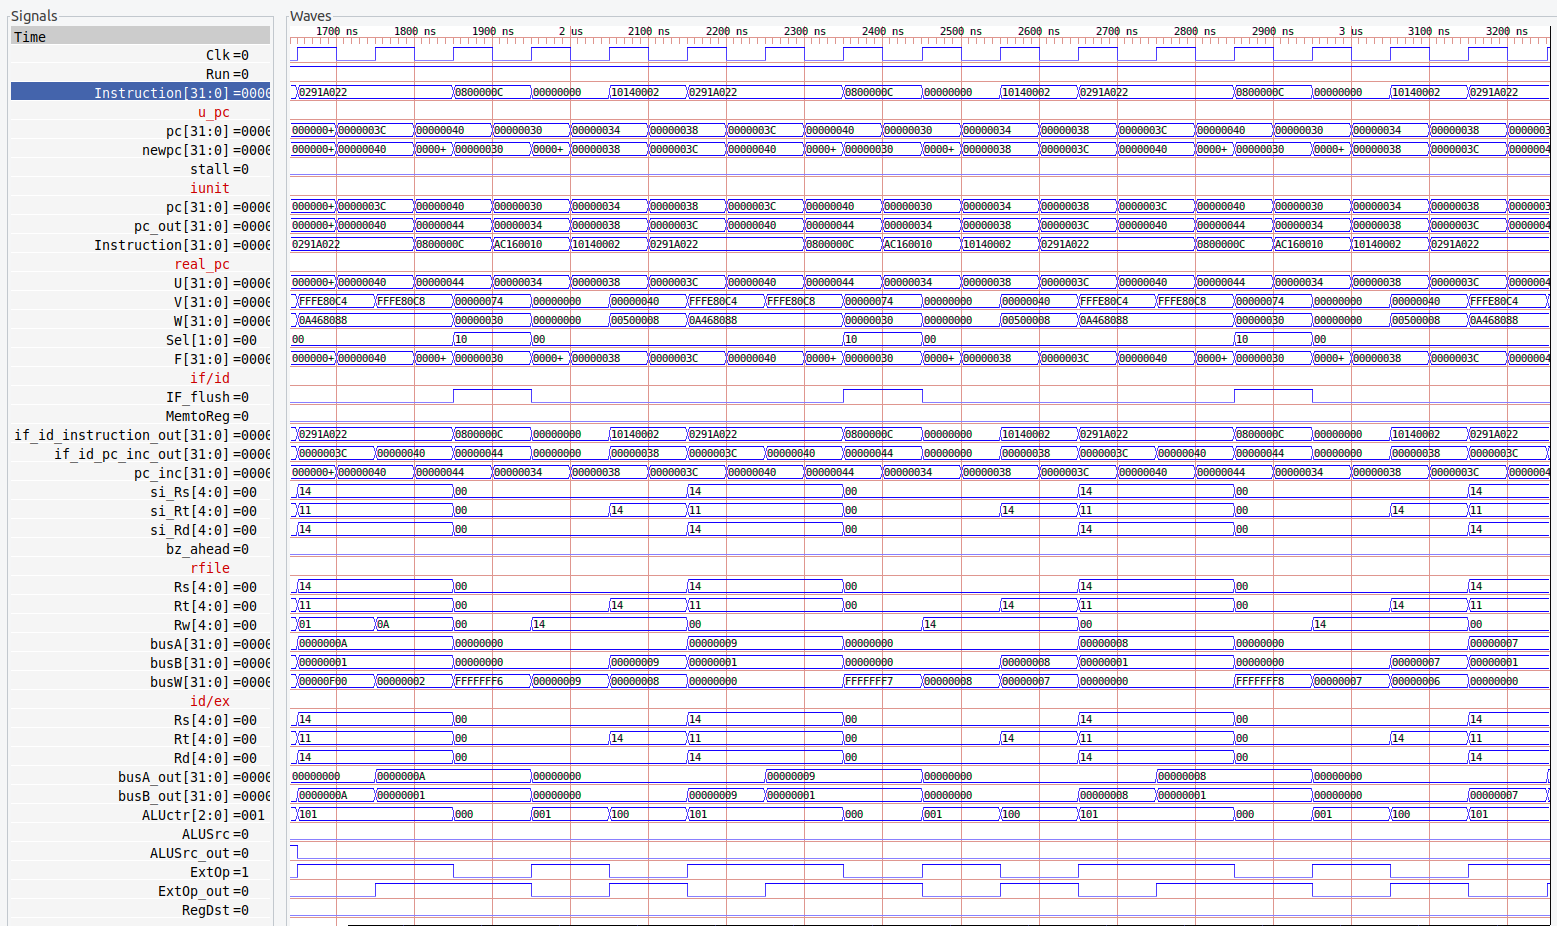 Signals Waves
Time 1700 ns 1800 ns 1900 ns 2 us 2100 ns 2200 ns 2300 ns 2400 ns 2500 ns 2600 ns 2700 ns 2800 ns 2900 ns 3 us 3100 ns 3200 ns
Clk=0
Run=0
Instruction[31:0]=0000 0291A022 0800000C 00000000 10140002 0291A022 0800000C 00000000 10140002 0291A022 0800000C 00000000 10140002 0291A022
u_pc
pc[31:0]=0000 000000+ 0000003C 00000040 00000030 00000034 00000038 0000003C 00000040 00000030 00000034 00000038 0000003C 00000040 00000030 00000034 00000038 0000003
newpc[31:0]=0000 000000+ 00000040 0000+ 00000030 0000+ 00000038 0000003C 00000040 0000+ 00000030 0000+ 00000038 0000003C 00000040 0000+ 00000030 0000+ 00000038 0000003C 0000004
stall=0
iunit
pc[31:0]=0000 000000+ 0000003C 00000040 00000030 00000034 00000038 0000003C 00000040 00000030 00000034 00000038 0000003C 00000040 00000030 00000034 00000038 0000003
pc_out[31:0]=0000 000000+ 00000040 00000044 00000034 00000038 0000003C 00000040 00000044 00000034 00000038 0000003C 00000040 00000044 00000034 00000038 0000003C 0000004
Instruction[31:0]=0000 0291A022 0800000C AC160010 10140002 0291A022 0800000C AC160010 10140002 0291A022 0800000C AC160010 10140002 0291A022
real_pc
U[31:0]=0000 000000+ 00000040 00000044 00000034 00000038 0000003C 00000040 00000044 00000034 00000038 0000003C 00000040 00000044 00000034 00000038 0000003C 0000004
V[31:0]=0000 FFFE80C4 FFFE80C8 00000074 00000000 00000040 FFFE80C4 FFFE80C8 00000074 00000000 00000040 FFFE80C4 FFFE80C8 00000074 00000000 00000040 FFFE80C4
W[31:0]=0000 0A468088 00000030 00000000 00500008 0A468088 00000030 00000000 00500008 0A468088 00000030 00000000 00500008 0A468088
Sel[1:0]=00 00 10 00 10 00 10 00
F[31:0]=0000 000000+ 00000040 0000+ 00000030 0000+ 00000038 0000003C 00000040 0000+ 00000030 0000+ 00000038 0000003C 00000040 0000+ 00000030 0000+ 00000038 0000003C 0000004
if/id
IF_flush=0
MemtoReg=0
if_id_instruction_out[31:0]=0000 0291A022 0800000C 00000000 10140002 0291A022 0800000C 00000000 10140002 0291A022 0800000C 00000000 10140002 0291A022
if_id_pc_inc_out[31:0]=0000 0000003C 00000040 00000044 00000000 00000038 0000003C 00000040 00000044 00000000 00000038 0000003C 00000040 00000044 00000000 00000038 0000003C
pc_inc[31:0]=0000 000000+ 00000040 00000044 00000034 00000038 0000003C 00000040 00000044 00000034 00000038 0000003C 00000040 00000044 00000034 00000038 0000003C 0000004
si_Rs[4:0]=00 14 00 14 00 14 00 14
si_Rt[4:0]=00 11 00 14 11 00 14 11 00 14 11
si_Rd[4:0]=00 14 00 14 00 14 00 14
bz_ahead=0
rfile
Rs[4:0]=00 14 00 14 00 14 00 14
Rt[4:0]=00 11 00 14 11 00 14 11 00 14 11
Rw[4:0]=00 01 0A 00 14 00 14 00 14 00
busA[31:0]=0000 0000000A 00000000 00000009 00000000 00000008 00000000 00000007
busB[31:0]=0000 00000001 00000000 00000009 00000001 00000000 00000008 00000001 00000000 00000007 00000001
busW[31:0]=0000 00000F00 00000002 FFFFFFF6 00000009 00000008 00000000 FFFFFFF7 00000008 00000007 00000000 FFFFFFF8 00000007 00000006 00000000
id/ex
Rs[4:0]=00 14 00 14 00 14 00 14
Rt[4:0]=00 11 00 14 11 00 14 11 00 14 11
Rd[4:0]=00 14 00 14 00 14 00 14
busA_out[31:0]=0000 00000000 0000000A 00000000 00000009 00000000 00000008 00000000
busB_out[31:0]=0000 0000000A 00000001 00000000 00000009 00000001 00000000 00000008 00000001 00000000 00000007
ALUctr[2:0]=001 101 000 001 100 101 000 001 100 101 000 001 100 101
ALUSrc=0
ALUSrc_out=0
ExtOp=1
ExtOp_out=0
RegDst=0